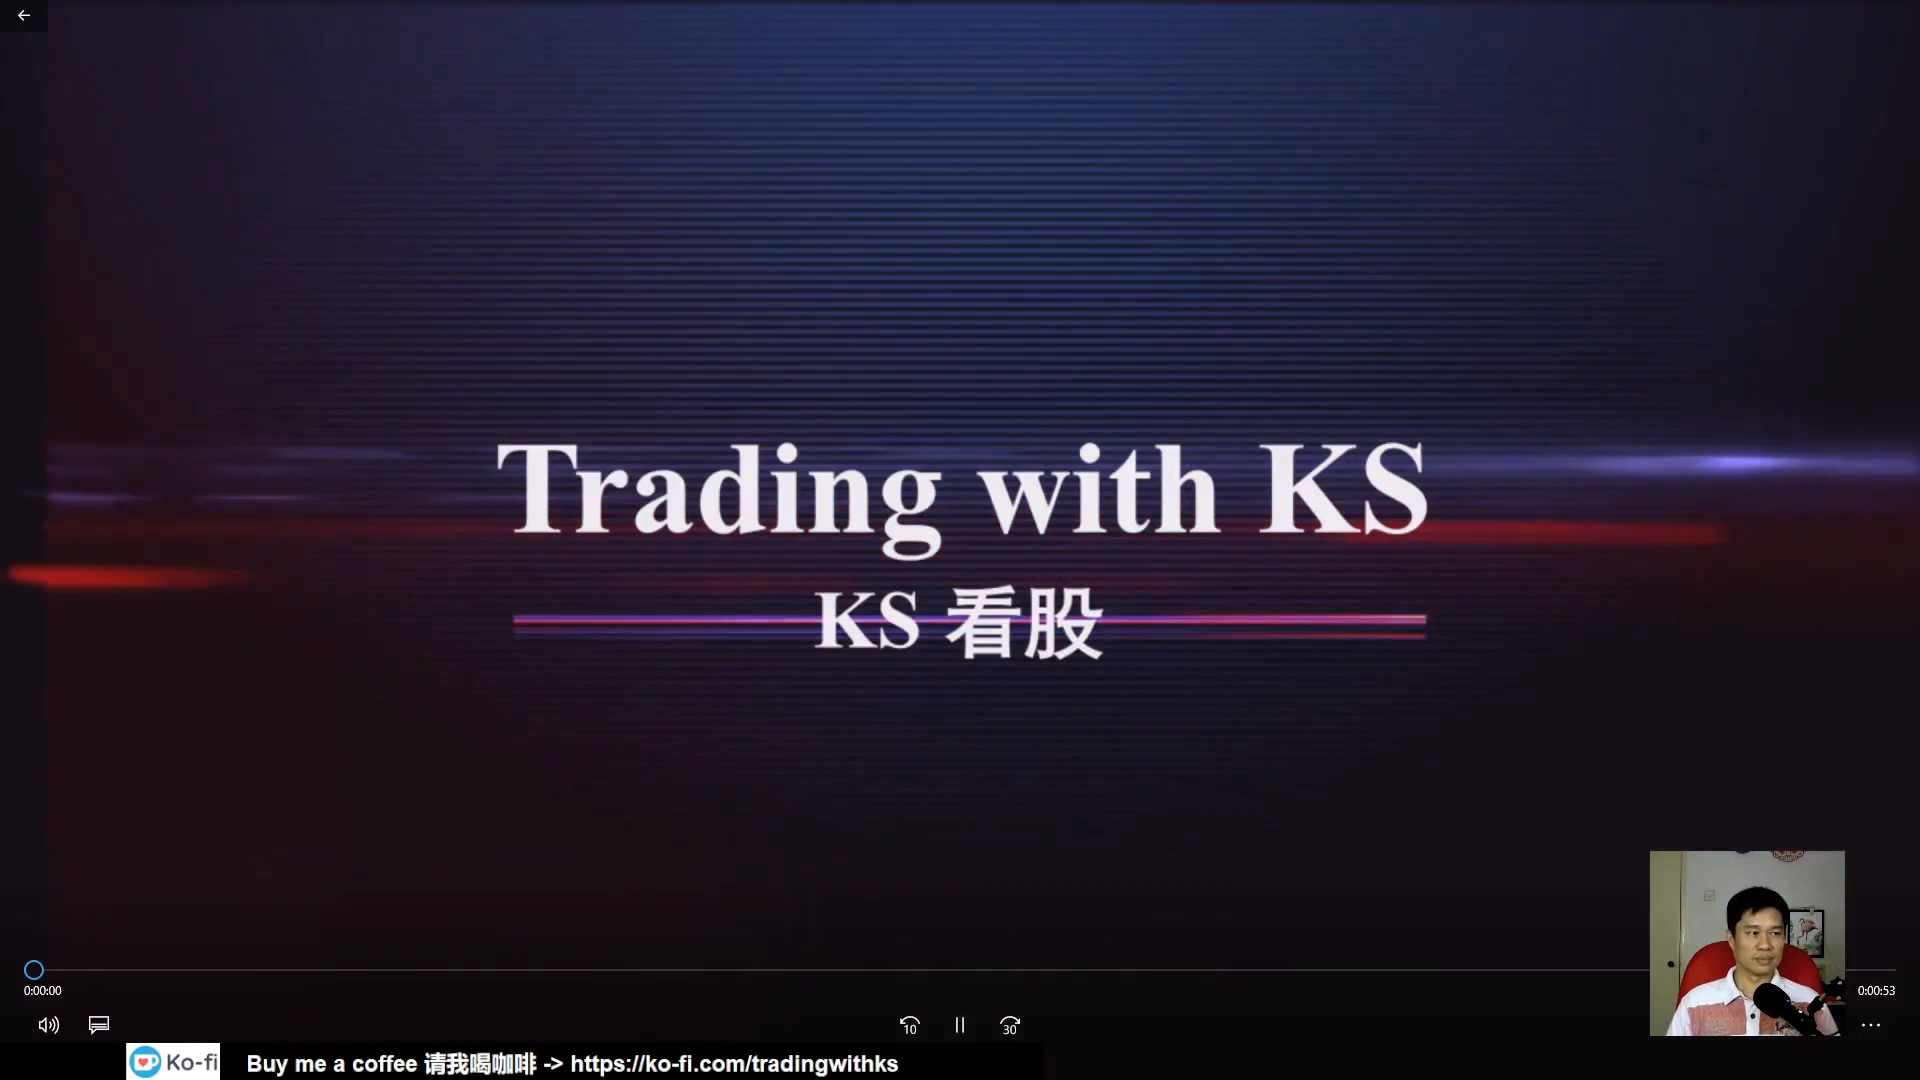 Trading with KS
KS 看股
0:00:00
0:00:53
10
30
Ko-fi
Buy me a coffee 请我喝咖啡 -> https://ko-fi.com/tradingwithks